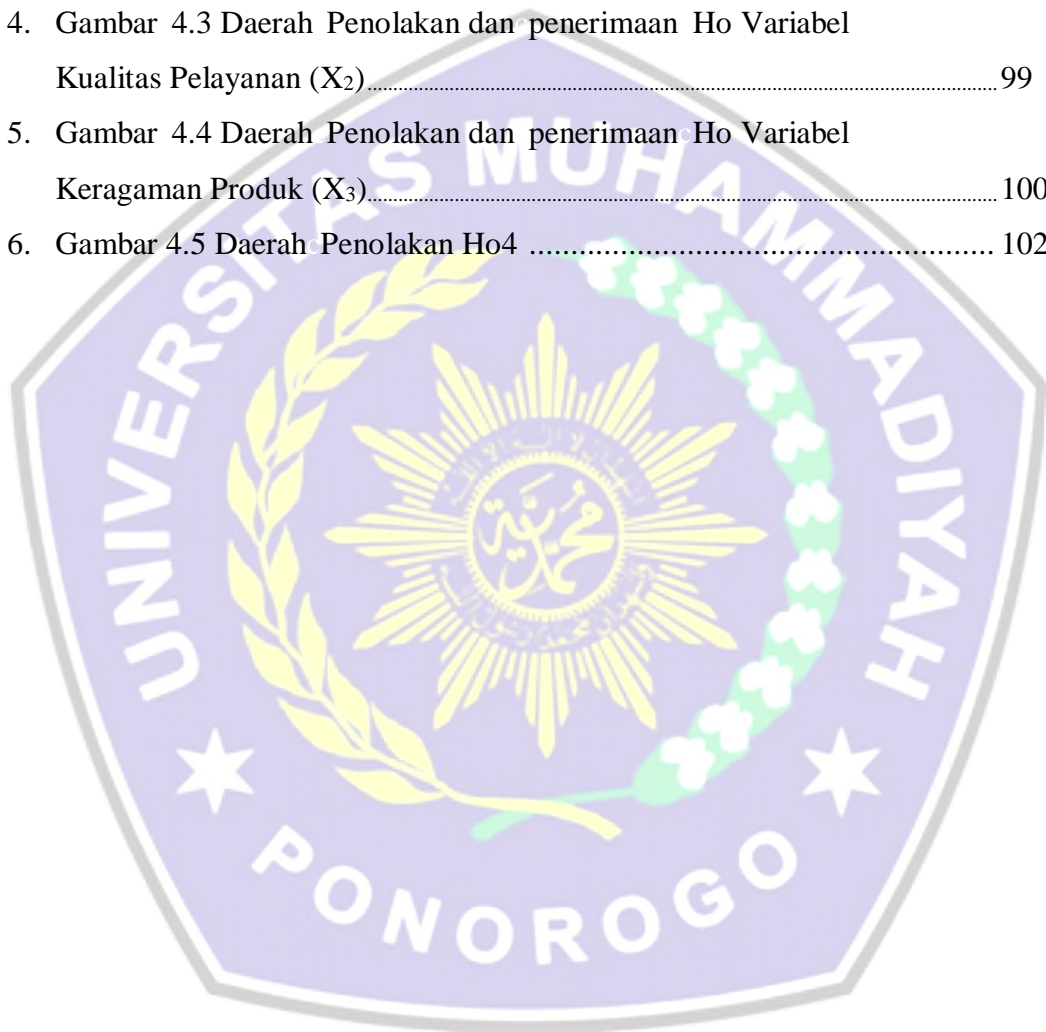 4. Gambar 4.3 Daerah Penolakan dan penerimaan Ho Variabel
Kualitas Pelayanan (X₂) 99
5. Gambar 4.4 Daerah Penolakan dan penerimaan Ho Variabel
Keragaman Produk (X₃) 100
6. Gambar 4.5 Daerah Penolakan Ho4 ................................................ 102
UNIVERSITAS MUHAMMADIYAH
PONOROGO
محمدية